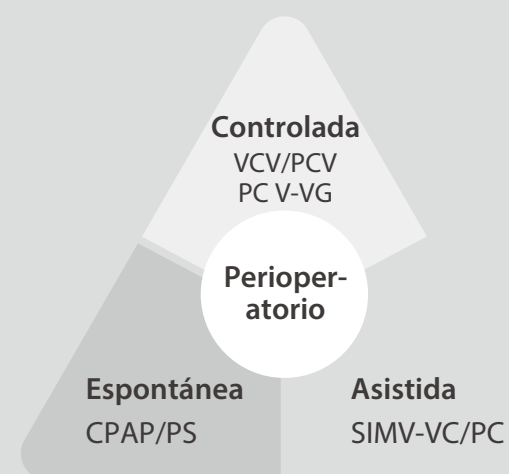 Controlada
VCV/PCV
PC V-VG
Perioper-
atorio
Espontánea
CPAP/PS
Asistida
SIMV-VC/PC